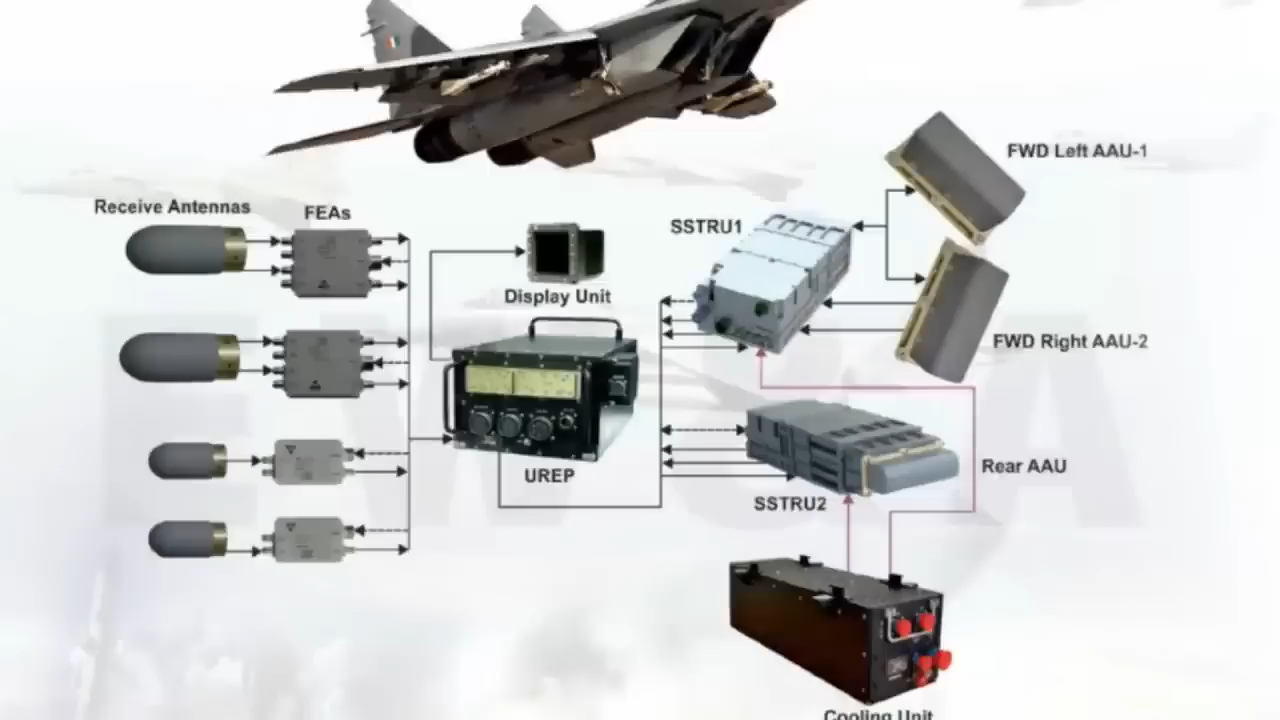 FWD Left AAU-1
Receive Antennas
FEAs
SSTRU1
Display Unit
FWD Right AAU-2
UREP
Rear AAU
SSTRU2
Cooling Unit